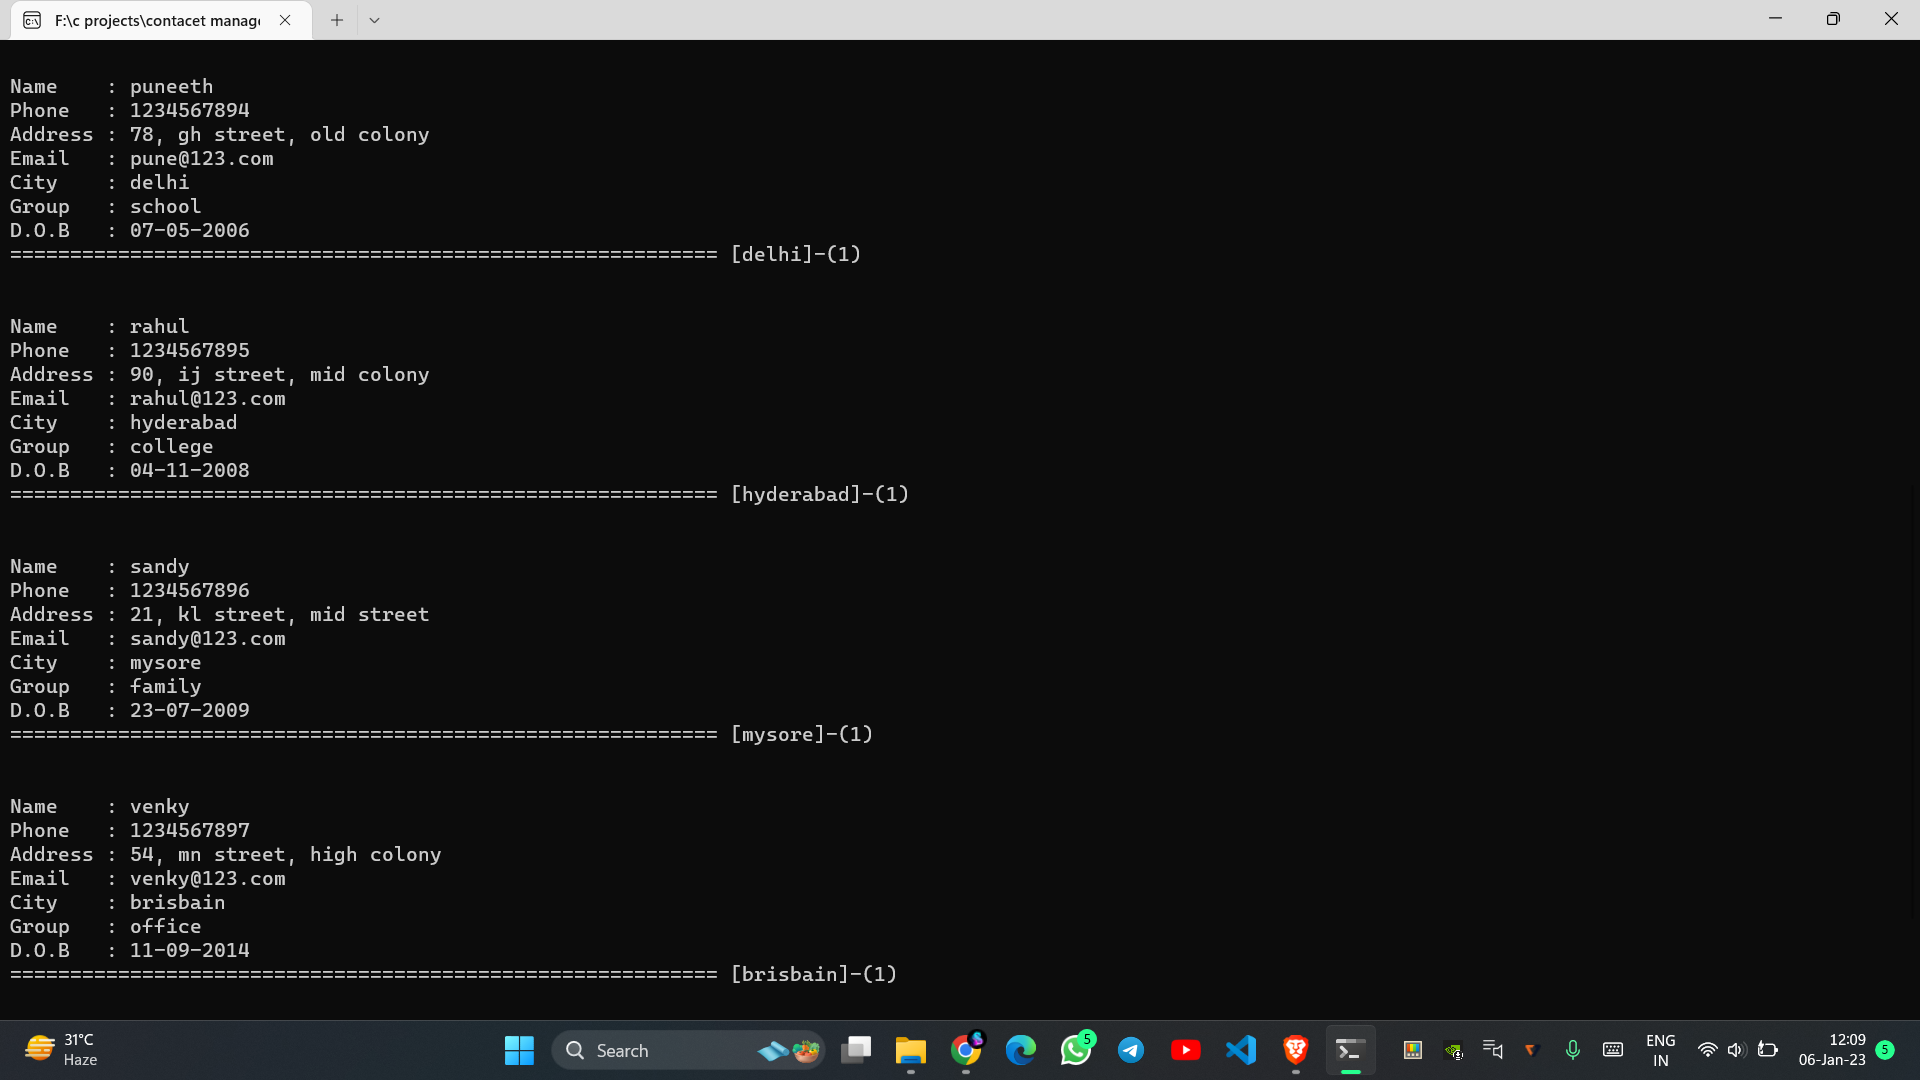 F:\c projects\contacet manag
Name    : puneeth
Phone   : 1234567894
Address : 78, gh street, old colony
Email   : pune@123.com
City    : delhi
Group   : school
D.O.B   : 07-05-2006
=========================================================== [delhi]-(1)
Name    : rahul
Phone   : 1234567895
Address : 90, ij street, mid colony
Email   : rahul@123.com
City    : hyderabad
Group   : college
D.O.B   : 04-11-2008
=========================================================== [hyderabad]-(1)
Name    : sandy
Phone   : 1234567896
Address : 21, kl street, mid street
Email   : sandy@123.com
City    : mysore
Group   : family
D.O.B   : 23-07-2009
=========================================================== [mysore]-(1)
Name    : venky
Phone   : 1234567897
Address : 54, mn street, high colony
Email   : venky@123.com
City    : brisbain
Group   : office
D.O.B   : 11-09-2014
=========================================================== [brisbain]-(1)
31°C
Haze
Search
5
ENG
IN
12:09
06-Jan-23
5